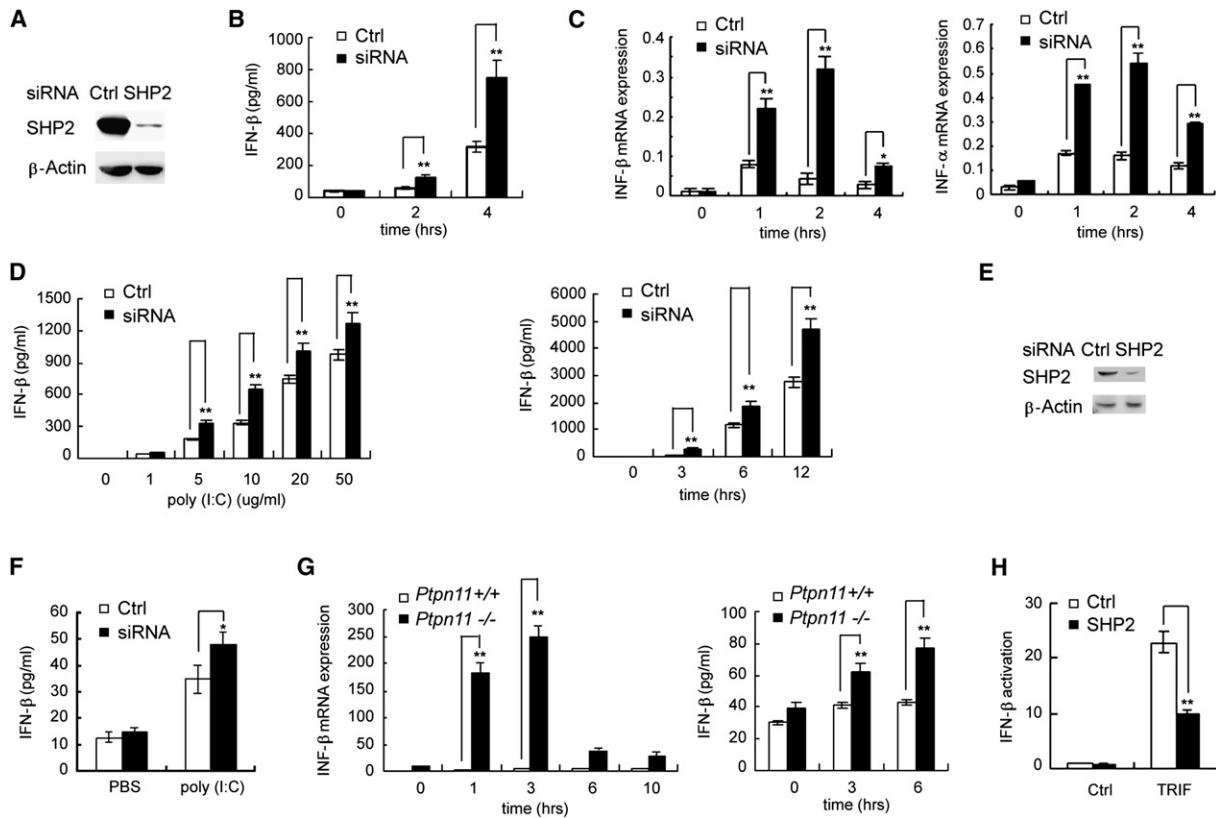 A
siRNA Ctrl SHP2
SHP2
β-Actin
B
Ctrl
siRNA
IFN-β (pg/ml)
1000
800
600
400
200
0
**
**
0 2 4
time (hrs)
C
Ctrl
siRNA
INF-β mRNA expression
0.4
0.3
0.2
0.1
0
**
**
*
0 1 2 4
time (hrs)
Ctrl
siRNA
INF-α mRNA expression
0.7
0.6
0.5
0.4
0.3
0.2
0.1
0
**
**
**
0 1 2 4
time (hrs)
D
Ctrl
siRNA
IFN-β (pg/ml)
1500
1200
900
600
300
0
**
**
**
**
0 1 5 10 20 50
poly (I:C) (ug/ml)
Ctrl
siRNA
IFN-β (pg/ml)
6000
5000
4000
3000
2000
1000
0
**
**
**
0 3 6 12
time (hrs)
E
siRNA Ctrl SHP2
SHP2
β-Actin
F
Ctrl
siRNA
IFN-β (pg/ml)
60
50
40
30
20
10
0
*
PBS poly (I:C)
G
Ptpn11+/+
Ptpn11 -/-
INF-β mRNA expression
300
250
200
150
100
50
0
**
**
0 1 3 6 10
time (hrs)
Ptpn11+/+
Ptpn11 -/-
IFN-β (pg/ml)
100
80
60
40
20
0
**
**
0 3 6
time (hrs)
H
Ctrl
SHP2
IFN-β activation
30
20
10
0
**
Ctrl TRIF